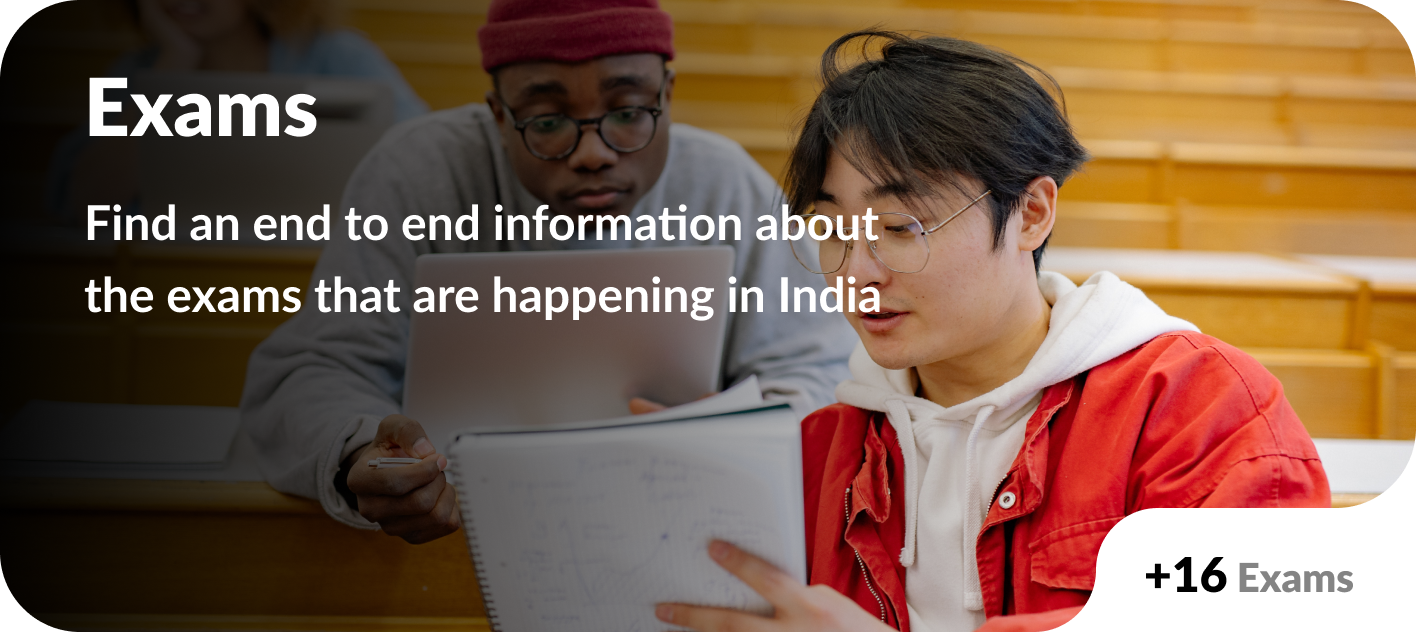 Exams
Find an end to end information about
the exams that are happening in India
+16 Exams